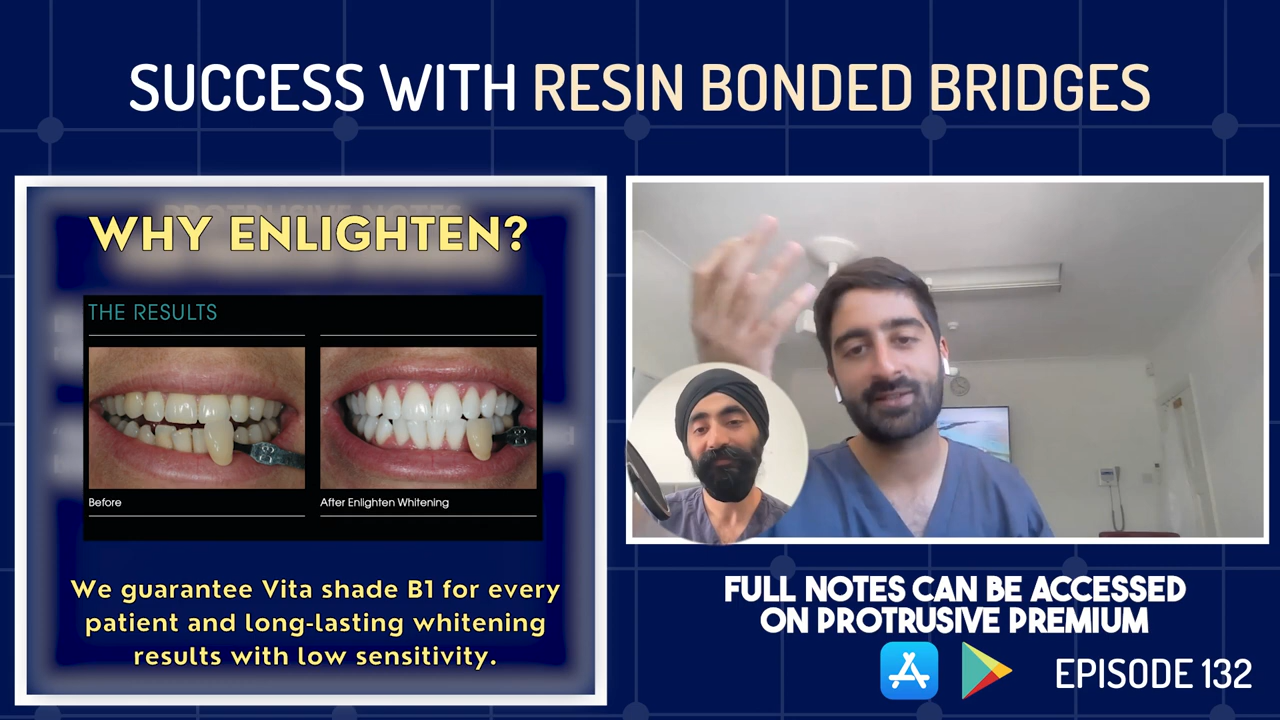 SUCCESS WITH RESIN BONDED BRIDGES
WHY ENLIGHTEN?
THE RESULTS
Before
After Enlighten Whitening
We guarantee Vita shade B1 for every
patient and long-lasting whitening
results with low sensitivity.
FULL NOTES CAN BE ACCESSED
ON PROTRUSIVE PREMIUM
EPISODE 132